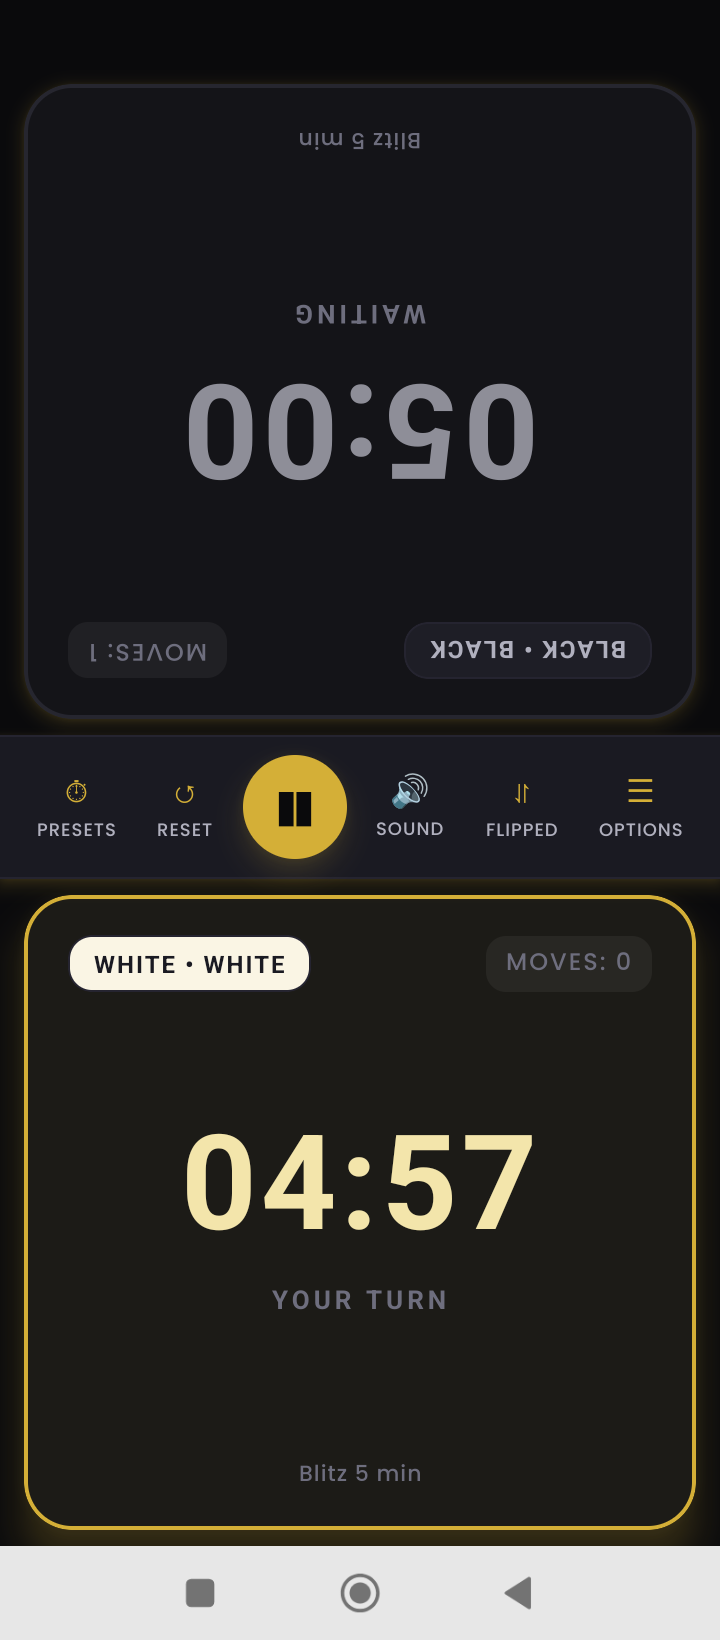 Blitz 5 min
WAITING
05:00
MOVES: 1
BLACK • BLACK
PRESETS
RESET
SOUND
FLIPPED
OPTIONS
WHITE • WHITE
MOVES: 0
04:57
YOUR TURN
Blitz 5 min